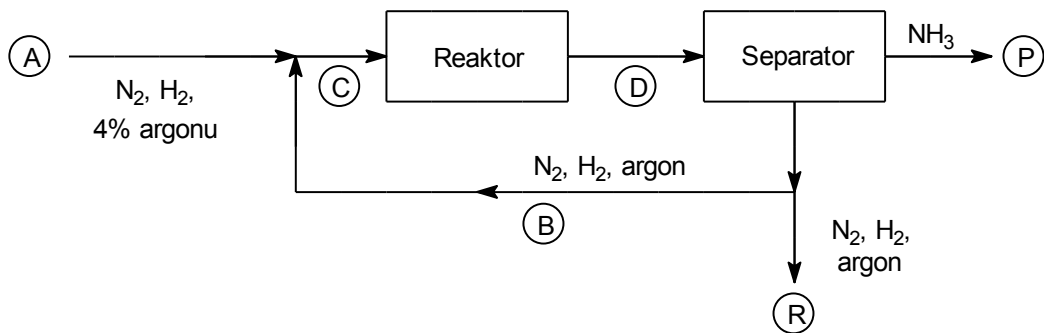 A
N₂, H₂,
4% argonu
C
Reaktor
D
Separator
NH₃
P
N₂, H₂, argon
B
N₂, H₂,
argon
R